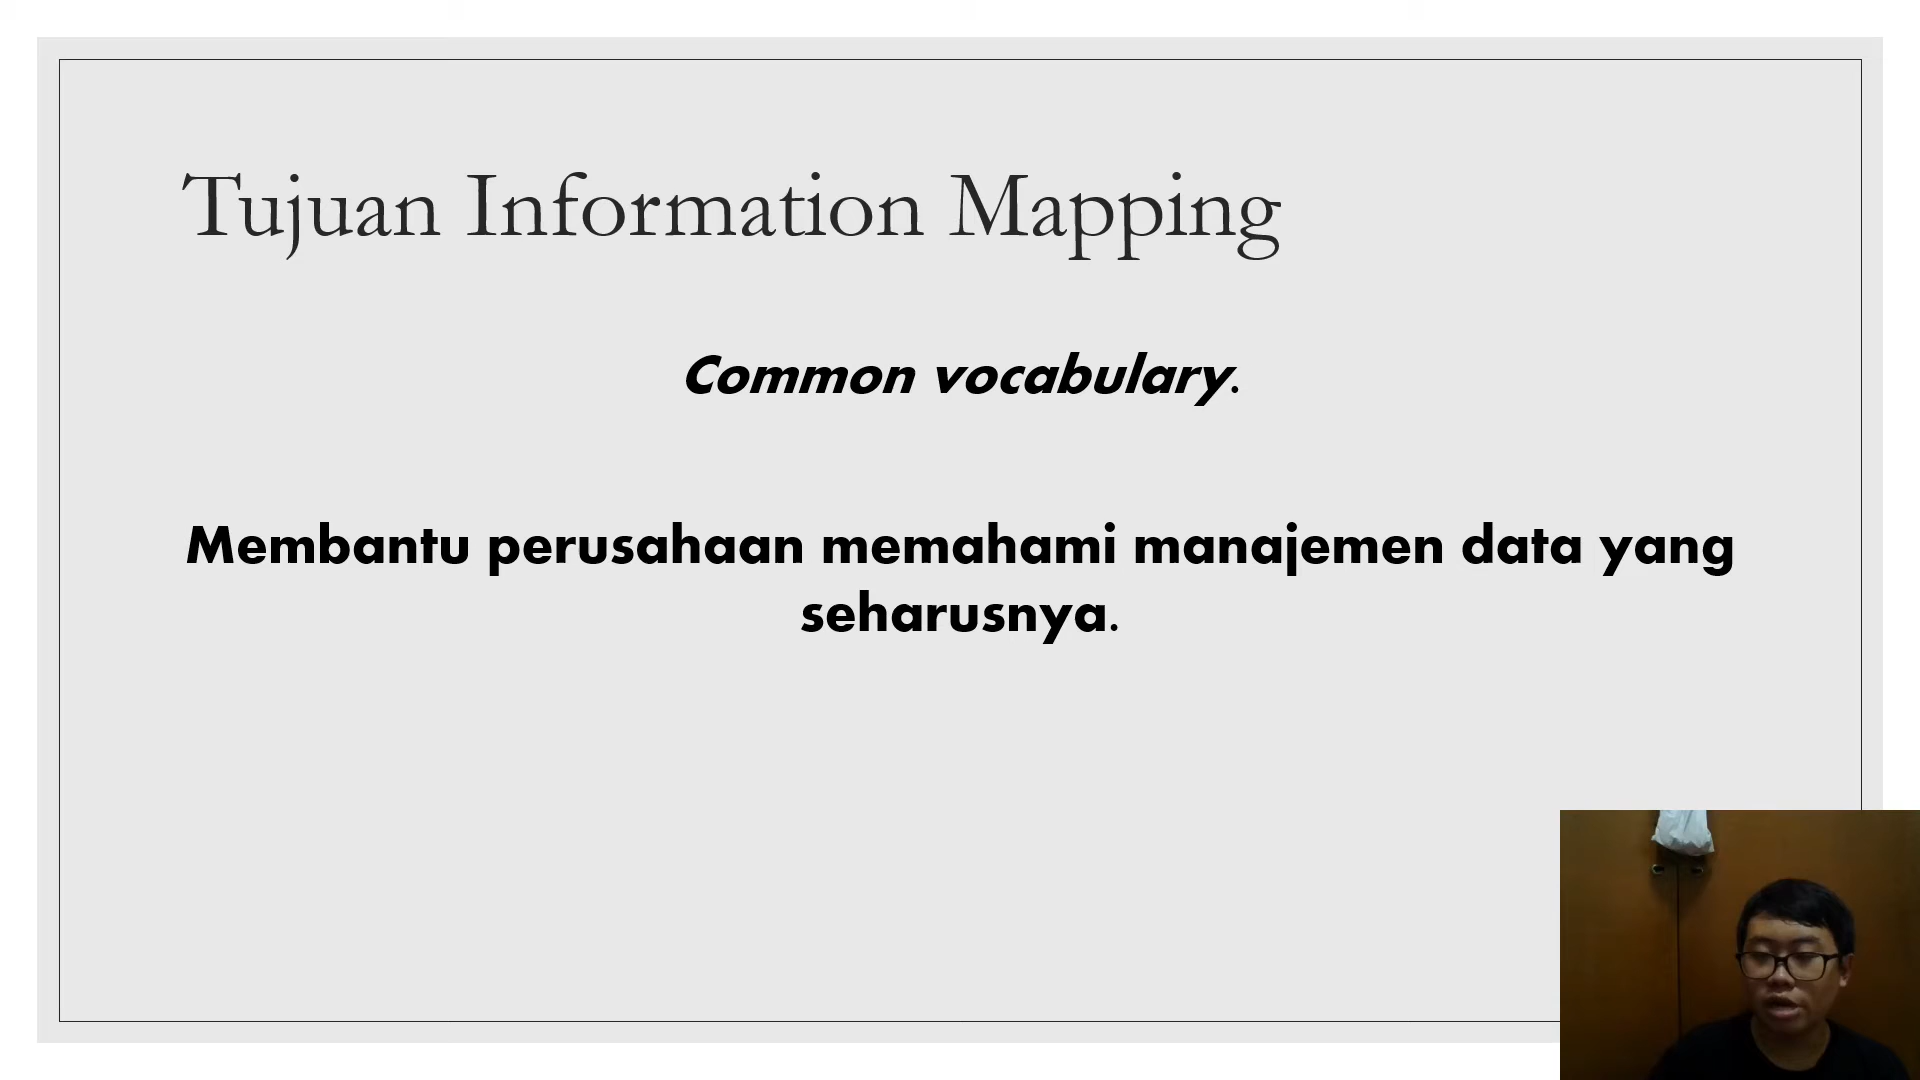 Tujuan Information Mapping
Common vocabulary.
Membantu perusahaan memahami manajemen data yang
seharusnya.